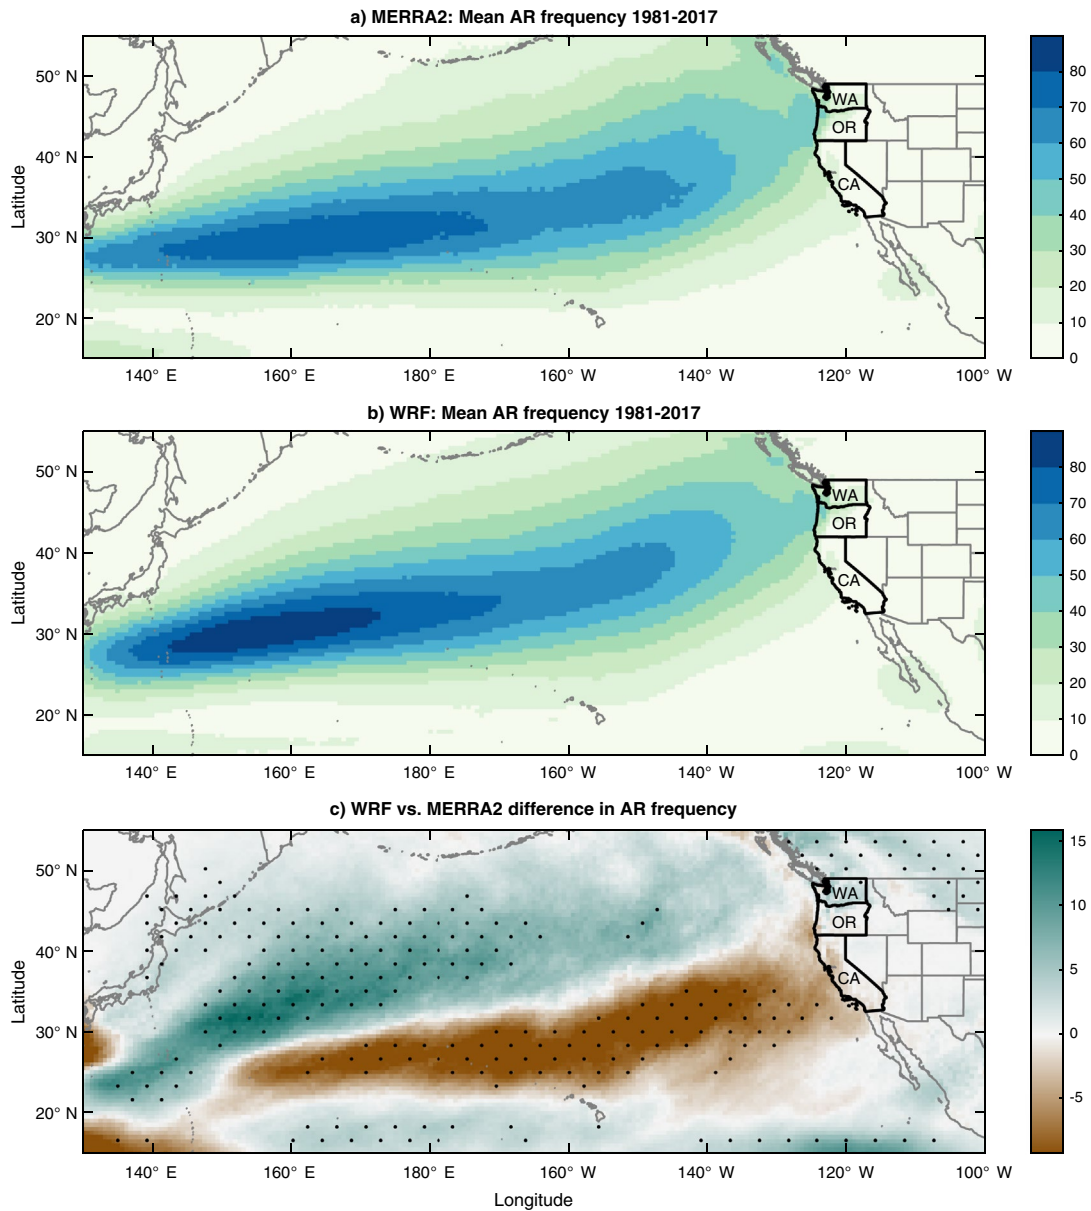 a) MERRA2: Mean AR frequency 1981-2017
50° N
40° N
30° N
20° N
Latitude
WA
OR
CA
140° E
160° E
180° E
160° W
140° W
120° W
100° W
80
70
60
50
40
30
20
10
0
b) WRF: Mean AR frequency 1981-2017
50° N
40° N
30° N
20° N
Latitude
WA
OR
CA
140° E
160° E
180° E
160° W
140° W
120° W
100° W
80
70
60
50
40
30
20
10
0
c) WRF vs. MERRA2 difference in AR frequency
50° N
40° N
30° N
20° N
Latitude
WA
OR
CA
140° E
160° E
180° E
160° W
140° W
120° W
100° W
15
10
5
0
-5
Longitude